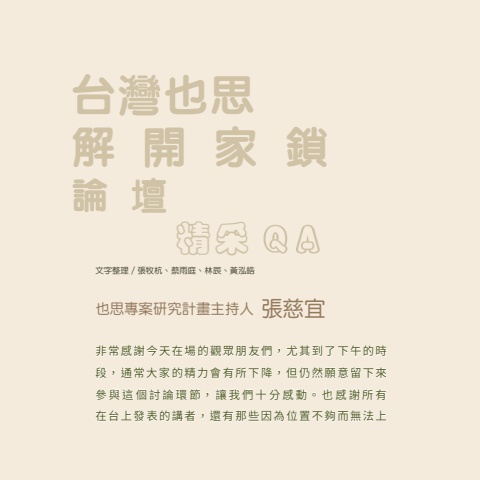 台灣也思
解開家鎖
論壇
精采QA
文字整理 / 張牧杭、蔡雨庭、林辰、黃泓皓
也思專案研究計畫主持人 張慈宜
非常感謝今天在場的觀眾朋友們，尤其到了下午的時
段，通常大家的精力會有所下降，但仍然願意留下來
參與這個討論環節，讓我們十分感動。也感謝所有
在台上發表的講者，還有那些因為位置不夠而無法上